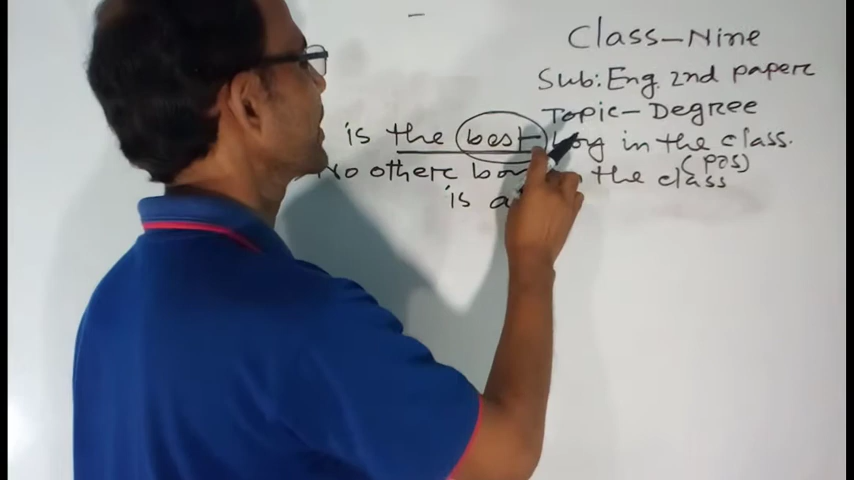 Class-Nine
Sub: Eng. 2nd paper
Topic - Degree
is the best boy in the class.
(pos)
No other boy in the class
is a